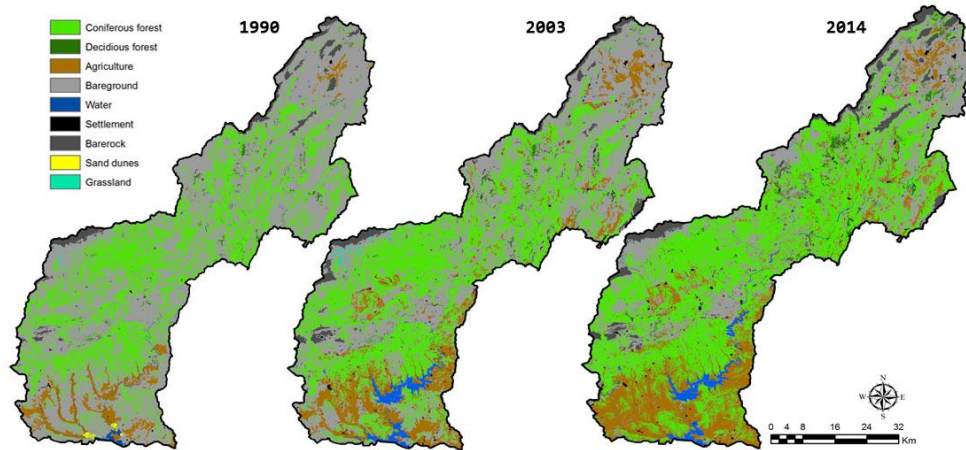 1990
2003
2014
Coniferous forest
Decidious forest
Agriculture
Bareground
Water
Settlement
Barerock
Sand dunes
Grassland
N
W E
S
0 4 8 16 24 32
Km